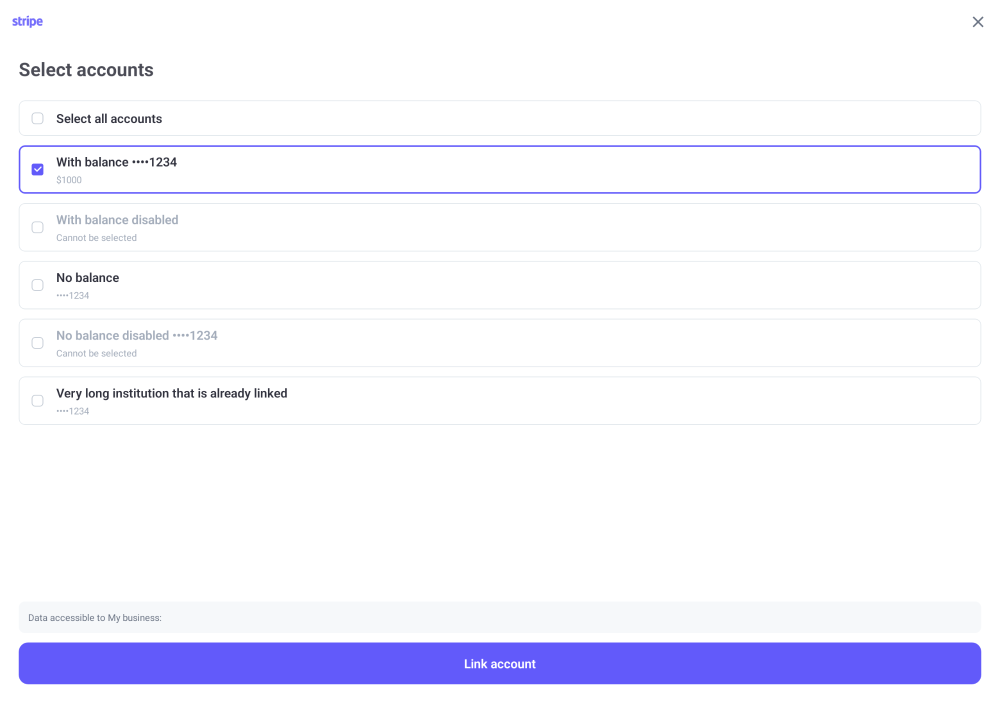 stripe
Select accounts
Select all accounts
With balance ••••1234
$1000
With balance disabled
Cannot be selected
No balance
••••1234
No balance disabled ••••1234
Cannot be selected
Very long institution that is already linked
••••1234
Data accessible to My business:
Link account